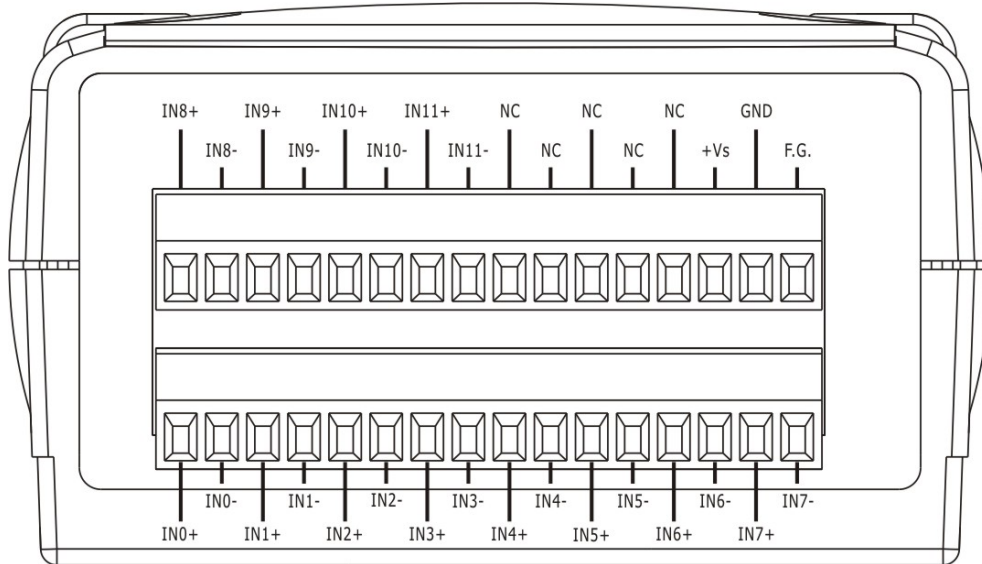 IN8+ IN9+ IN10+ IN11+ NC NC NC GND
IN8- IN9- IN10- IN11- NC NC +Vs F.G.
IN0- IN1- IN2- IN3- IN4- IN5- IN6- IN7-
IN0+ IN1+ IN2+ IN3+ IN4+ IN5+ IN6+ IN7+